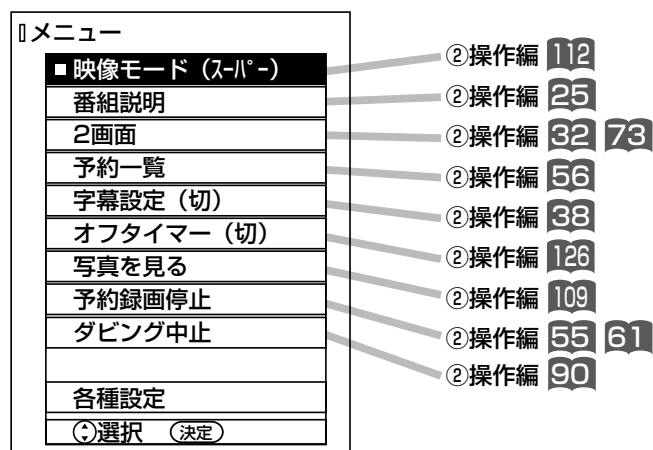 メニュー
映像モード（ｽｰﾊﾟｰ）
番組説明
2画面
予約一覧
字幕設定（切）
オフタイマー（切）
写真を見る
予約録画停止
ダビング中止
各種設定
選択 決定
②操作編 112
②操作編 25
②操作編 32 73
②操作編 56
②操作編 38
②操作編 126
②操作編 109
②操作編 55 61
②操作編 90